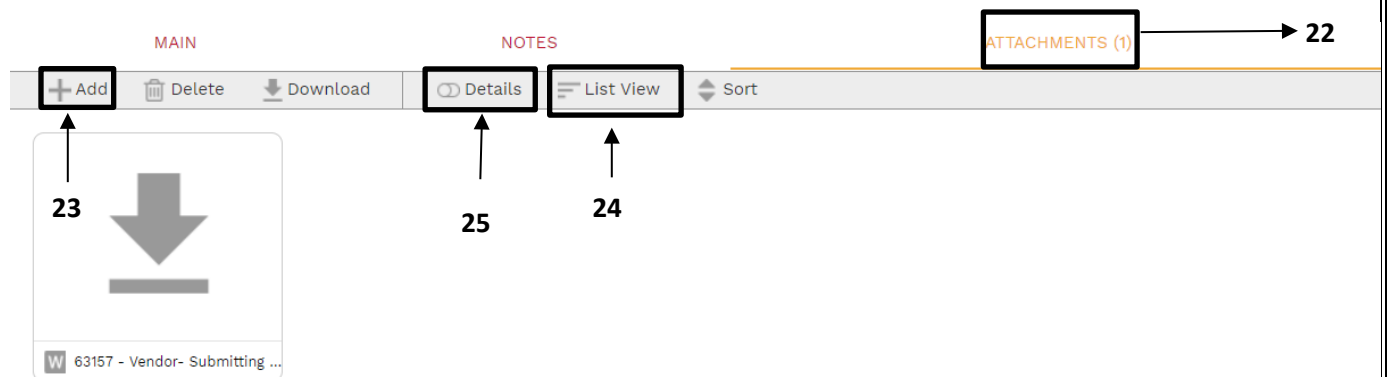 MAIN NOTES ATTACHMENTS (1) 22
Add Delete Download Details List View Sort
23 25 24
W 63157 - Vendor- Submitting ...